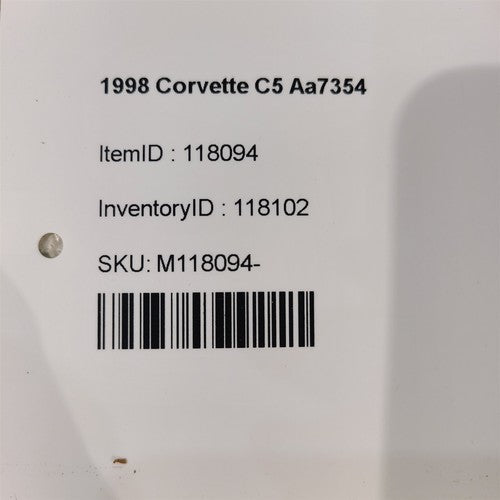 1998 Corvette C5 Aa7354
ItemID : 118094
InventoryID : 118102
SKU: M118094-